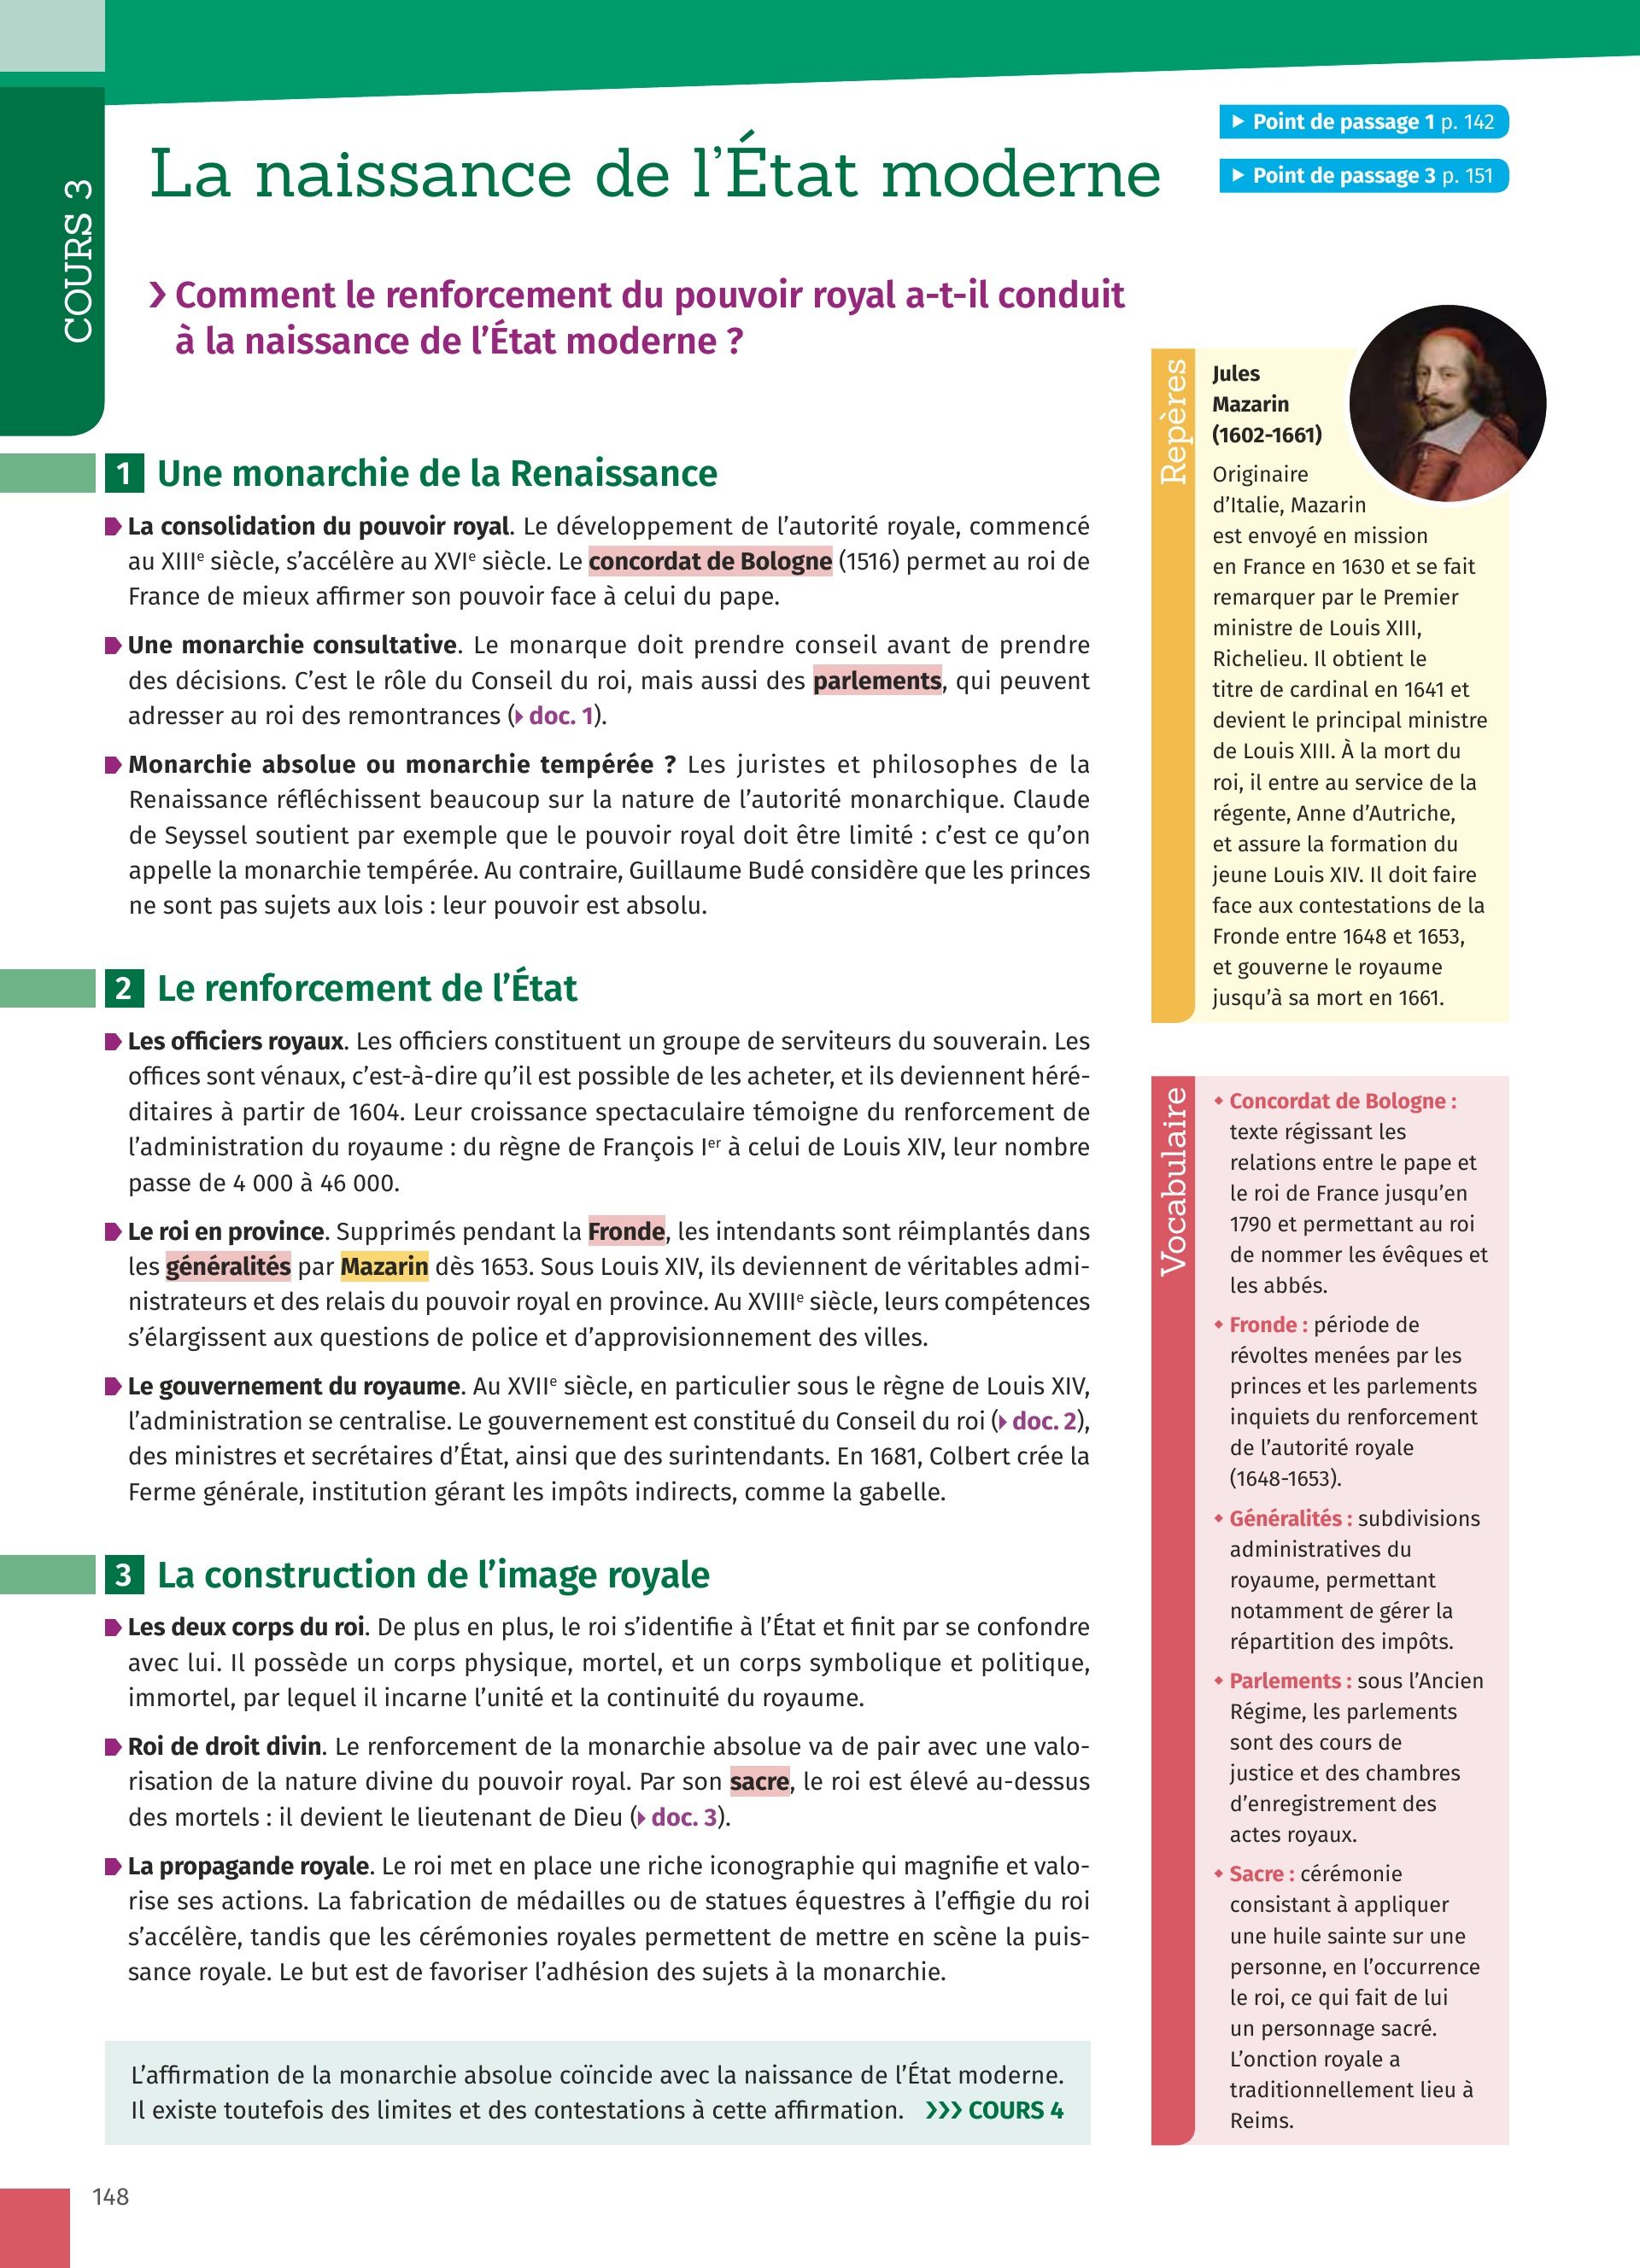 COURS 3
La naissance de l’État moderne
▶ Point de passage 1 p. 142
▶ Point de passage 3 p. 151
› Comment le renforcement du pouvoir royal a-t-il conduit
à la naissance de l’État moderne ?
1 Une monarchie de la Renaissance
La consolidation du pouvoir royal. Le développement de l’autorité royale, commencé
au XIIIe siècle, s’accélère au XVIe siècle. Le concordat de Bologne (1516) permet au roi de
France de mieux affirmer son pouvoir face à celui du pape.
Une monarchie consultative. Le monarque doit prendre conseil avant de prendre
des décisions. C’est le rôle du Conseil du roi, mais aussi des parlements, qui peuvent
adresser au roi des remontrances (▸ doc. 1).
Monarchie absolue ou monarchie tempérée ? Les juristes et philosophes de la
Renaissance réfléchissent beaucoup sur la nature de l’autorité monarchique. Claude
de Seyssel soutient par exemple que le pouvoir royal doit être limité : c’est ce qu’on
appelle la monarchie tempérée. Au contraire, Guillaume Budé considère que les princes
ne sont pas sujets aux lois : leur pouvoir est absolu.
2 Le renforcement de l’État
Les officiers royaux. Les officiers constituent un groupe de serviteurs du souverain. Les
offices sont vénaux, c’est-à-dire qu’il est possible de les acheter, et ils deviennent héré-
ditaires à partir de 1604. Leur croissance spectaculaire témoigne du renforcement de
l’administration du royaume : du règne de François Ier à celui de Louis XIV, leur nombre
passe de 4 000 à 46 000.
Le roi en province. Supprimés pendant la Fronde, les intendants sont réimplantés dans
les généralités par Mazarin dès 1653. Sous Louis XIV, ils deviennent de véritables admi-
nistrateurs et des relais du pouvoir royal en province. Au XVIIIe siècle, leurs compétences
s’élargissent aux questions de police et d’approvisionnement des villes.
Le gouvernement du royaume. Au XVIIe siècle, en particulier sous le règne de Louis XIV,
l’administration se centralise. Le gouvernement est constitué du Conseil du roi (▸ doc. 2),
des ministres et secrétaires d’État, ainsi que des surintendants. En 1681, Colbert crée la
Ferme générale, institution gérant les impôts indirects, comme la gabelle.
3 La construction de l’image royale
Les deux corps du roi. De plus en plus, le roi s’identifie à l’État et finit par se confondre
avec lui. Il possède un corps physique, mortel, et un corps symbolique et politique,
immortel, par lequel il incarne l’unité et la continuité du royaume.
Roi de droit divin. Le renforcement de la monarchie absolue va de pair avec une valo-
risation de la nature divine du pouvoir royal. Par son sacre, le roi est élevé au-dessus
des mortels : il devient le lieutenant de Dieu (▸ doc. 3).
La propagande royale. Le roi met en place une riche iconographie qui magnifie et valo-
rise ses actions. La fabrication de médailles ou de statues équestres à l’effigie du roi
s’accélère, tandis que les cérémonies royales permettent de mettre en scène la puis-
sance royale. Le but est de favoriser l’adhésion des sujets à la monarchie.
L’affirmation de la monarchie absolue coïncide avec la naissance de l’État moderne.
Il existe toutefois des limites et des contestations à cette affirmation. ››› COURS 4
Repères
Jules
Mazarin
(1602-1661)
Originaire
d’Italie, Mazarin
est envoyé en mission
en France en 1630 et se fait
remarquer par le Premier
ministre de Louis XIII,
Richelieu. Il obtient le
titre de cardinal en 1641 et
devient le principal ministre
de Louis XIII. À la mort du
roi, il entre au service de la
régente, Anne d’Autriche,
et assure la formation du
jeune Louis XIV. Il doit faire
face aux contestations de la
Fronde entre 1648 et 1653,
et gouverne le royaume
jusqu’à sa mort en 1661.
Vocabulaire
Concordat de Bologne :
texte régissant les
relations entre le pape et
le roi de France jusqu’en
1790 et permettant au roi
de nommer les évêques et
les abbés.
Fronde : période de
révoltes menées par les
princes et les parlements
inquiets du renforcement
de l’autorité royale
(1648-1653).
Généralités : subdivisions
administratives du
royaume, permettant
notamment de gérer la
répartition des impôts.
Parlements : sous l’Ancien
Régime, les parlements
sont des cours de
justice et des chambres
d’enregistrement des
actes royaux.
Sacre : cérémonie
consistant à appliquer
une huile sainte sur une
personne, en l’occurrence
le roi, ce qui fait de lui
un personnage sacré.
L’onction royale a
traditionnellement lieu à
Reims.
148